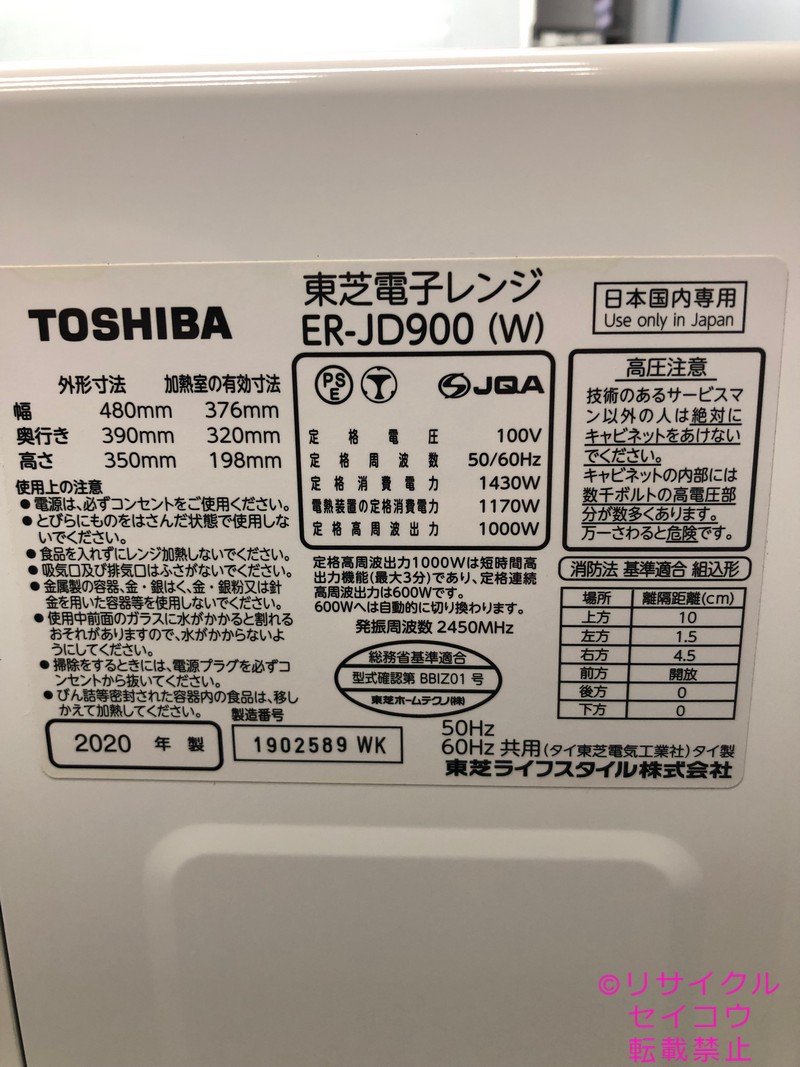 TOSHIBA
東芝電子レンジ
ER-JD900 (W)
日本国内専用
Use only in Japan
外形寸法 加熱室の有効寸法
幅 480mm 376mm
奥行き 390mm 320mm
高さ 350mm 198mm
使用上の注意
●電源は、必ずコンセントをご使用ください。
●とびらにものをはさんだ状態で使用しな
いでください。
●食品を入れずにレンジ加熱しないでください。
●吸気口及び排気口はふさがないでください。
●金属製の容器、金・銀はく、金・銀粉又は針
金を用いた容器等を使用しないでください。
●使用中前面のガラスに水がかかると割れる
おそれがありますので、水がかからないよ
うにしてください。
●掃除をするときには、電源プラグを必ずコ
ンセントから抜いてください。
●びん詰等密封された容器内の食品は、移し
かえて加熱してください。
PS
E
JQA
定格電圧 100V
定格周波数 50/60Hz
定格消費電力 1430W
電熱装置の定格消費電力 1170W
定格高周波出力 1000W
定格高周波出力1000Wは短時間高
出力機能(最大3分)であり、定格連続
高周波出力は600Wです。
600Wへは自動的に切り換わります。
発振周波数 2450MHz
総務省基準適合
型式確認第 BBIZ01 号
東芝ホームテクノ(株)
高圧注意
技術のあるサービスマ
ン以外の人は絶対に
キャビネットをあけない
でください。
キャビネットの内部には
数千ボルトの高電圧部
分が数多くあります。
万一さわると危険です。
消防法 基準適合 組込形
場所 離隔距離(cm)
上方 10
左方 1.5
右方 4.5
前方 開放
後方 0
下方 0
2020 年 製
製造番号
1902589 WK
50Hz
60Hz 共用(タイ東芝電気工業社)タイ製
東芝ライフスタイル株式会社
©リサイクル
セイコウ
転載禁止